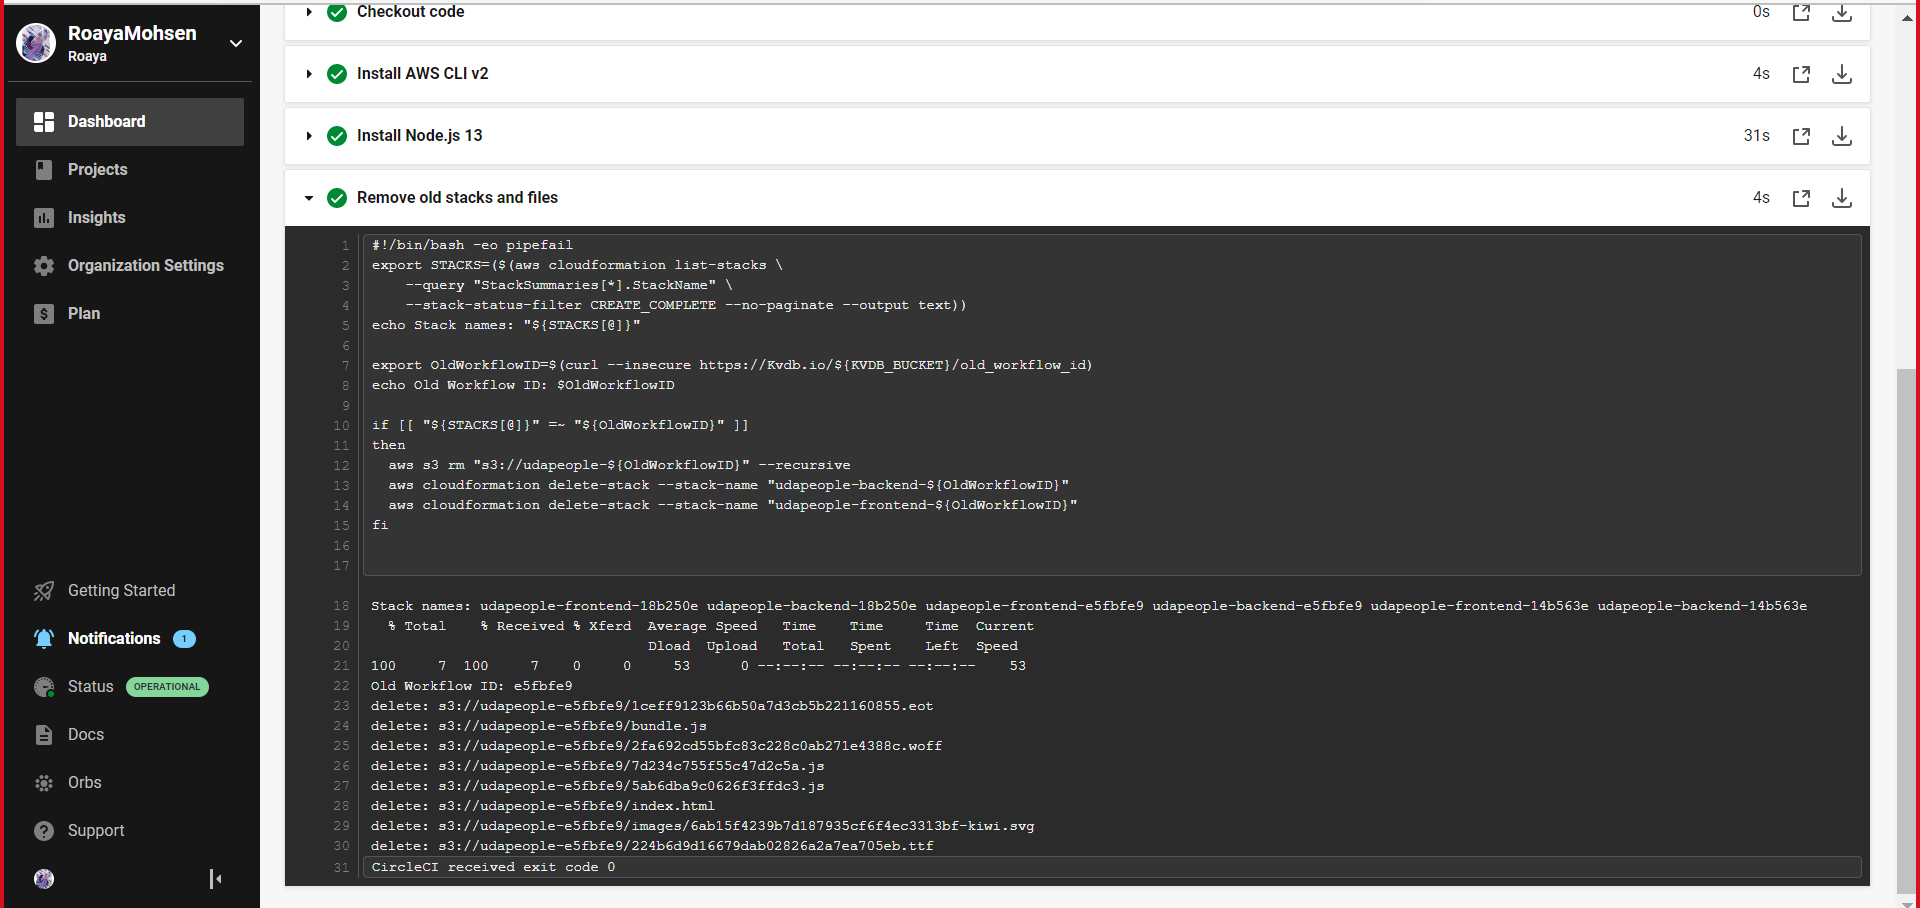 RoayaMohsen
Roaya
Dashboard
Projects
Insights
Organization Settings
Plan
Getting Started
Notifications 1
Status OPERATIONAL
Docs
Orbs
Support
Checkout code 0s
Install AWS CLI v2 4s
Install Node.js 13 31s
Remove old stacks and files 4s
1 #!/bin/bash -eo pipefail
2 export STACKS=($(aws cloudformation list-stacks \
3     --query "StackSummaries[*].StackName" \
4     --stack-status-filter CREATE_COMPLETE --no-paginate --output text))
5 echo Stack names: "${STACKS[@]}"
6
7 export OldWorkflowID=$(curl --insecure https://Kvdb.io/${KVDB_BUCKET}/old_workflow_id)
8 echo Old Workflow ID: $OldWorkflowID
9
10 if [[ "${STACKS[@]}" =~ "${OldWorkflowID}" ]]
11 then
12   aws s3 rm "s3://udapeople-${OldWorkflowID}" --recursive
13   aws cloudformation delete-stack --stack-name "udapeople-backend-${OldWorkflowID}"
14   aws cloudformation delete-stack --stack-name "udapeople-frontend-${OldWorkflowID}"
15 fi
16
17
18 Stack names: udapeople-frontend-18b250e udapeople-backend-18b250e udapeople-frontend-e5fbfe9 udapeople-backend-e5fbfe9 udapeople-frontend-14b563e udapeople-backend-14b563e
19   % Total    % Received % Xferd  Average Speed   Time    Time     Time  Current
20                                  Dload  Upload   Total   Spent    Left  Speed
21 100     7  100     7    0     0     53      0 --:--:-- --:--:-- --:--:--    53
22 Old Workflow ID: e5fbfe9
23 delete: s3://udapeople-e5fbfe9/1ceff9123b66b50a7d3cb5b221160855.eot
24 delete: s3://udapeople-e5fbfe9/bundle.js
25 delete: s3://udapeople-e5fbfe9/2fa692cd55bfc83c228c0ab271e4388c.woff
26 delete: s3://udapeople-e5fbfe9/7d234c755f55c47d2c5a.js
27 delete: s3://udapeople-e5fbfe9/5ab6dba9c0626f3ffdc3.js
28 delete: s3://udapeople-e5fbfe9/index.html
29 delete: s3://udapeople-e5fbfe9/images/6ab15f4239b7d187935cf6f4ec3313bf-kiwi.svg
30 delete: s3://udapeople-e5fbfe9/224b6d9d16679dab02826a2a7ea705eb.ttf
31 CircleCI received exit code 0